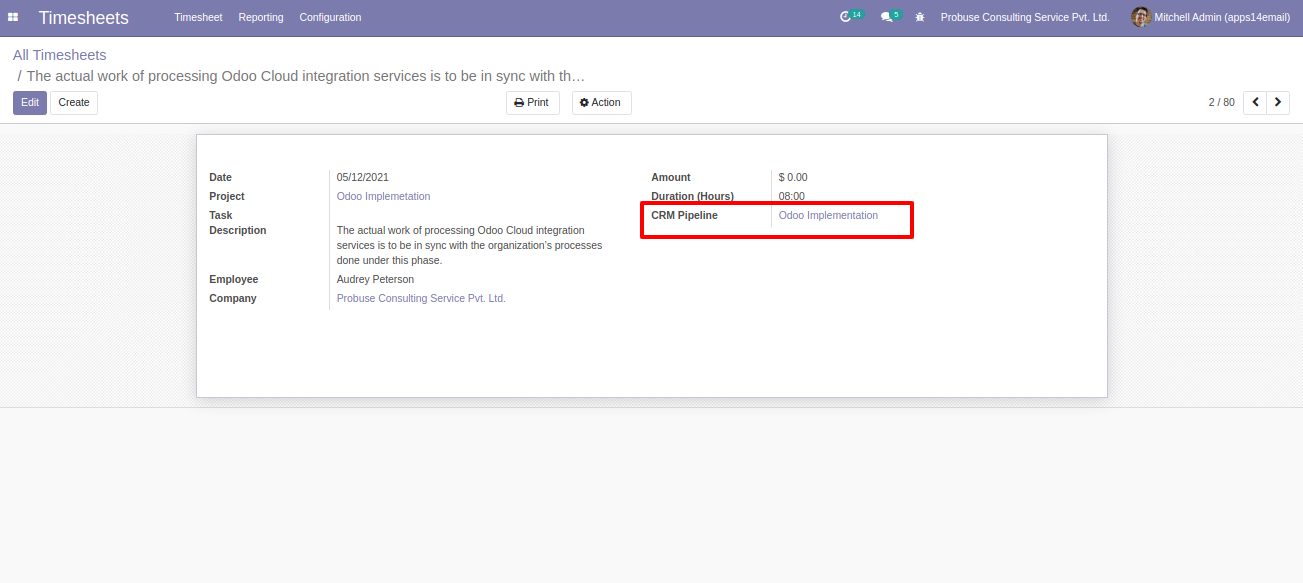 Timesheets Timesheet Reporting Configuration 14 5 Probuse Consulting Service Pvt. Ltd. Mitchell Admin (apps14email)
All Timesheets
/ The actual work of processing Odoo Cloud integration services is to be in sync with th…
Edit Create Print Action 2 / 80
Date 05/12/2021
Project Odoo Implemetation
Task
Description The actual work of processing Odoo Cloud integration
services is to be in sync with the organization's processes
done under this phase.
Employee Audrey Peterson
Company Probuse Consulting Service Pvt. Ltd.
Amount $ 0.00
Duration (Hours) 08:00
CRM Pipeline Odoo Implementation